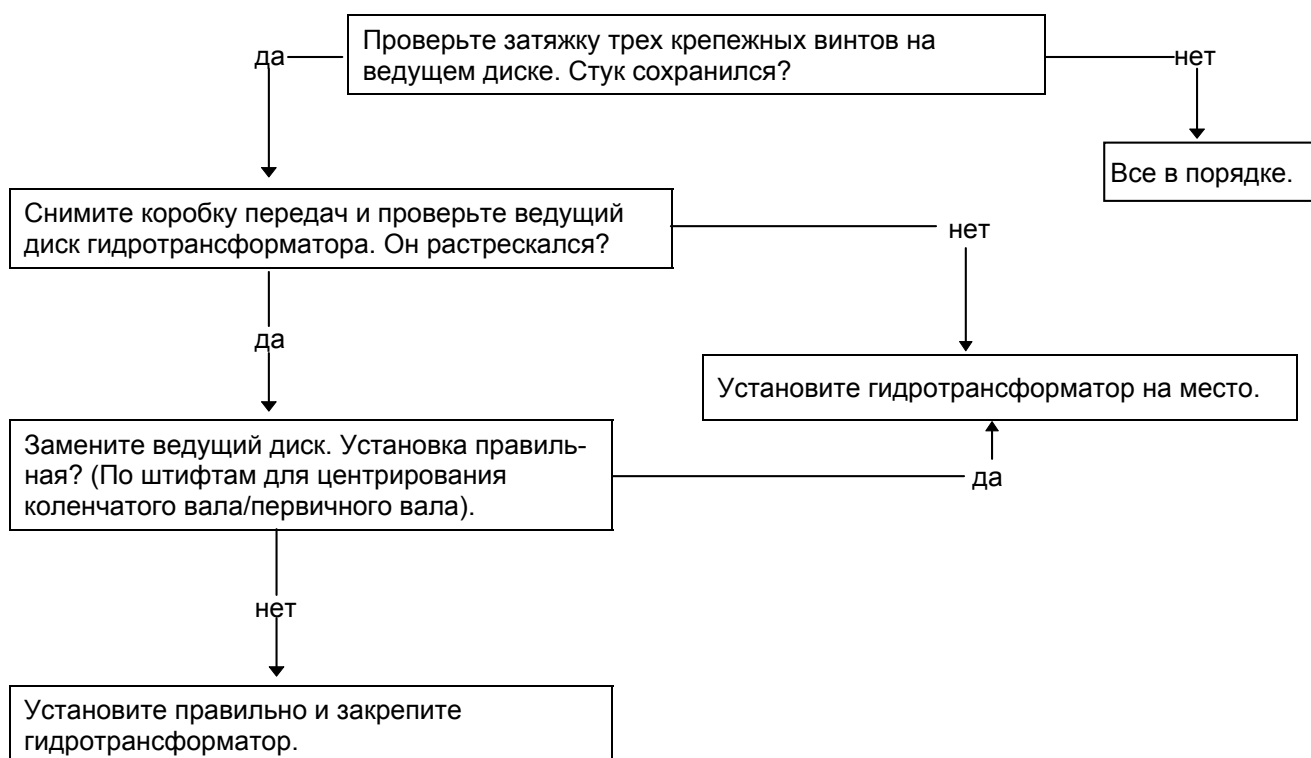 Проверьте затяжку трех крепежных винтов на
ведущем диске. Стук сохранился?
да
нет
Все в порядке.
Снимите коробку передач и проверьте ведущий
диск гидротрансформатора. Он растрескался?
нет
да
Установите гидротрансформатор на место.
Замените ведущий диск. Установка правиль-
ная? (По штифтам для центрирования
коленчатого вала/первичного вала).
да
нет
Установите правильно и закрепите
гидротрансформатор.